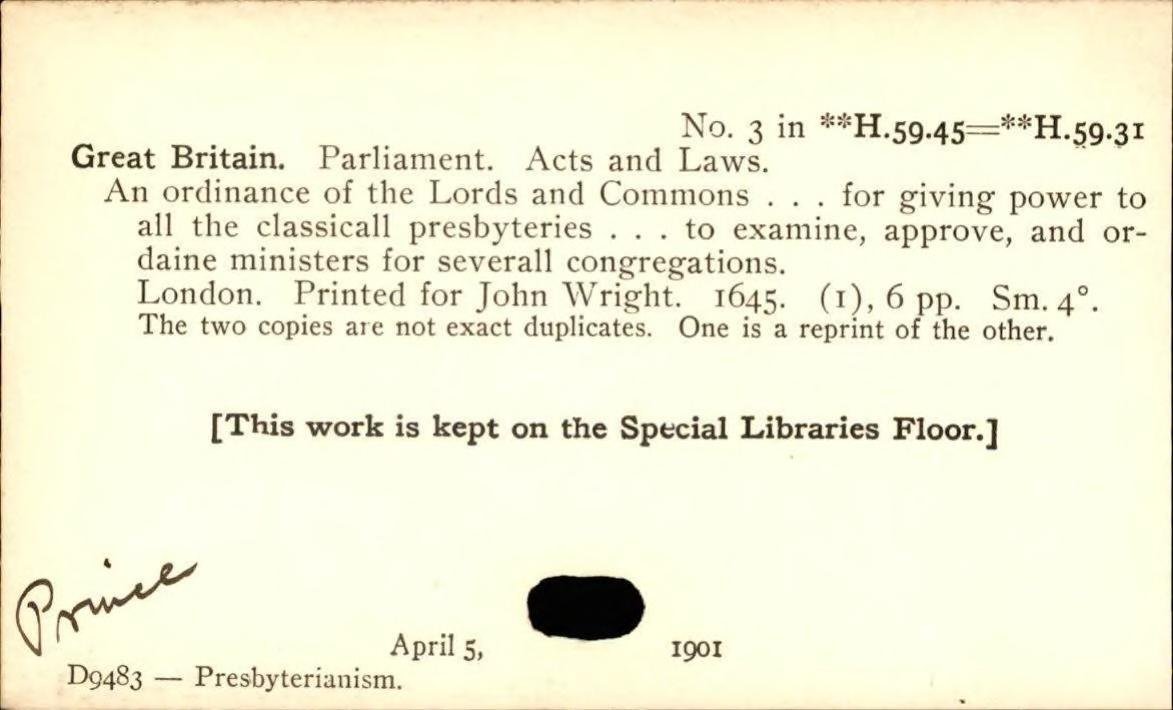 No. 3 in **H.59.45=**H.59.31
Great Britain. Parliament. Acts and Laws.
An ordinance of the Lords and Commons . . . for giving power to
all the classicall presbyteries . . . to examine, approve, and or-
daine ministers for severall congregations.
London. Printed for John Wright. 1645. (1), 6 pp. Sm. 4°.
The two copies are not exact duplicates. One is a reprint of the other.
[This work is kept on the Special Libraries Floor.]
Prince
April 5, 1901
D9483 — Presbyterianism.